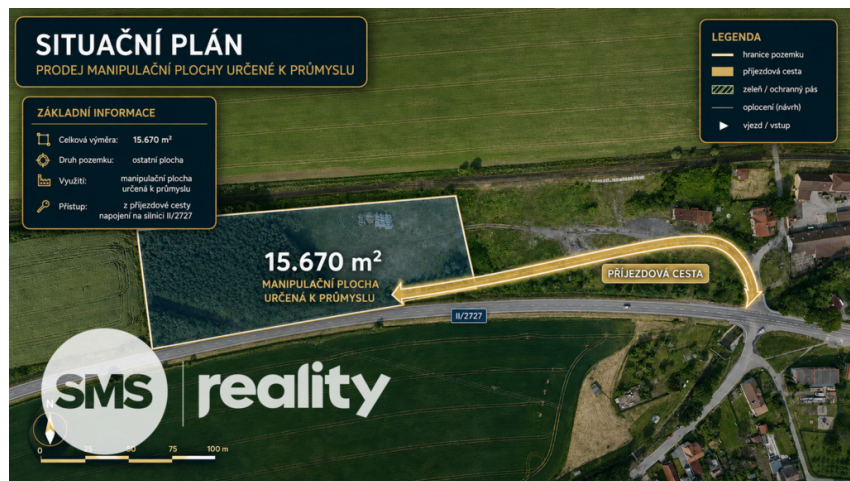 SITUAČNÍ PLÁN
PRODEJ MANIPULAČNÍ PLOCHY URČENÉ K PRŮMYSLU
ZÁKLADNÍ INFORMACE
Celková výměra: 15.670 m²
Druh pozemku: ostatní plocha
Využití: manipulační plocha
určená k průmyslu
Přístup: z příjezdové cesty
napojení na silnici II/2727
LEGENDA
hranice pozemku
příjezdová cesta
zeleň / ochranný pás
oplocení (návrh)
vjezd / vstup
15.670 m²
MANIPULAČNÍ PLOCHA
URČENÁ K PRŮMYSLU
PŘÍJEZDOVÁ CESTA
II/2727
SMS reality
N
0 75 100 m